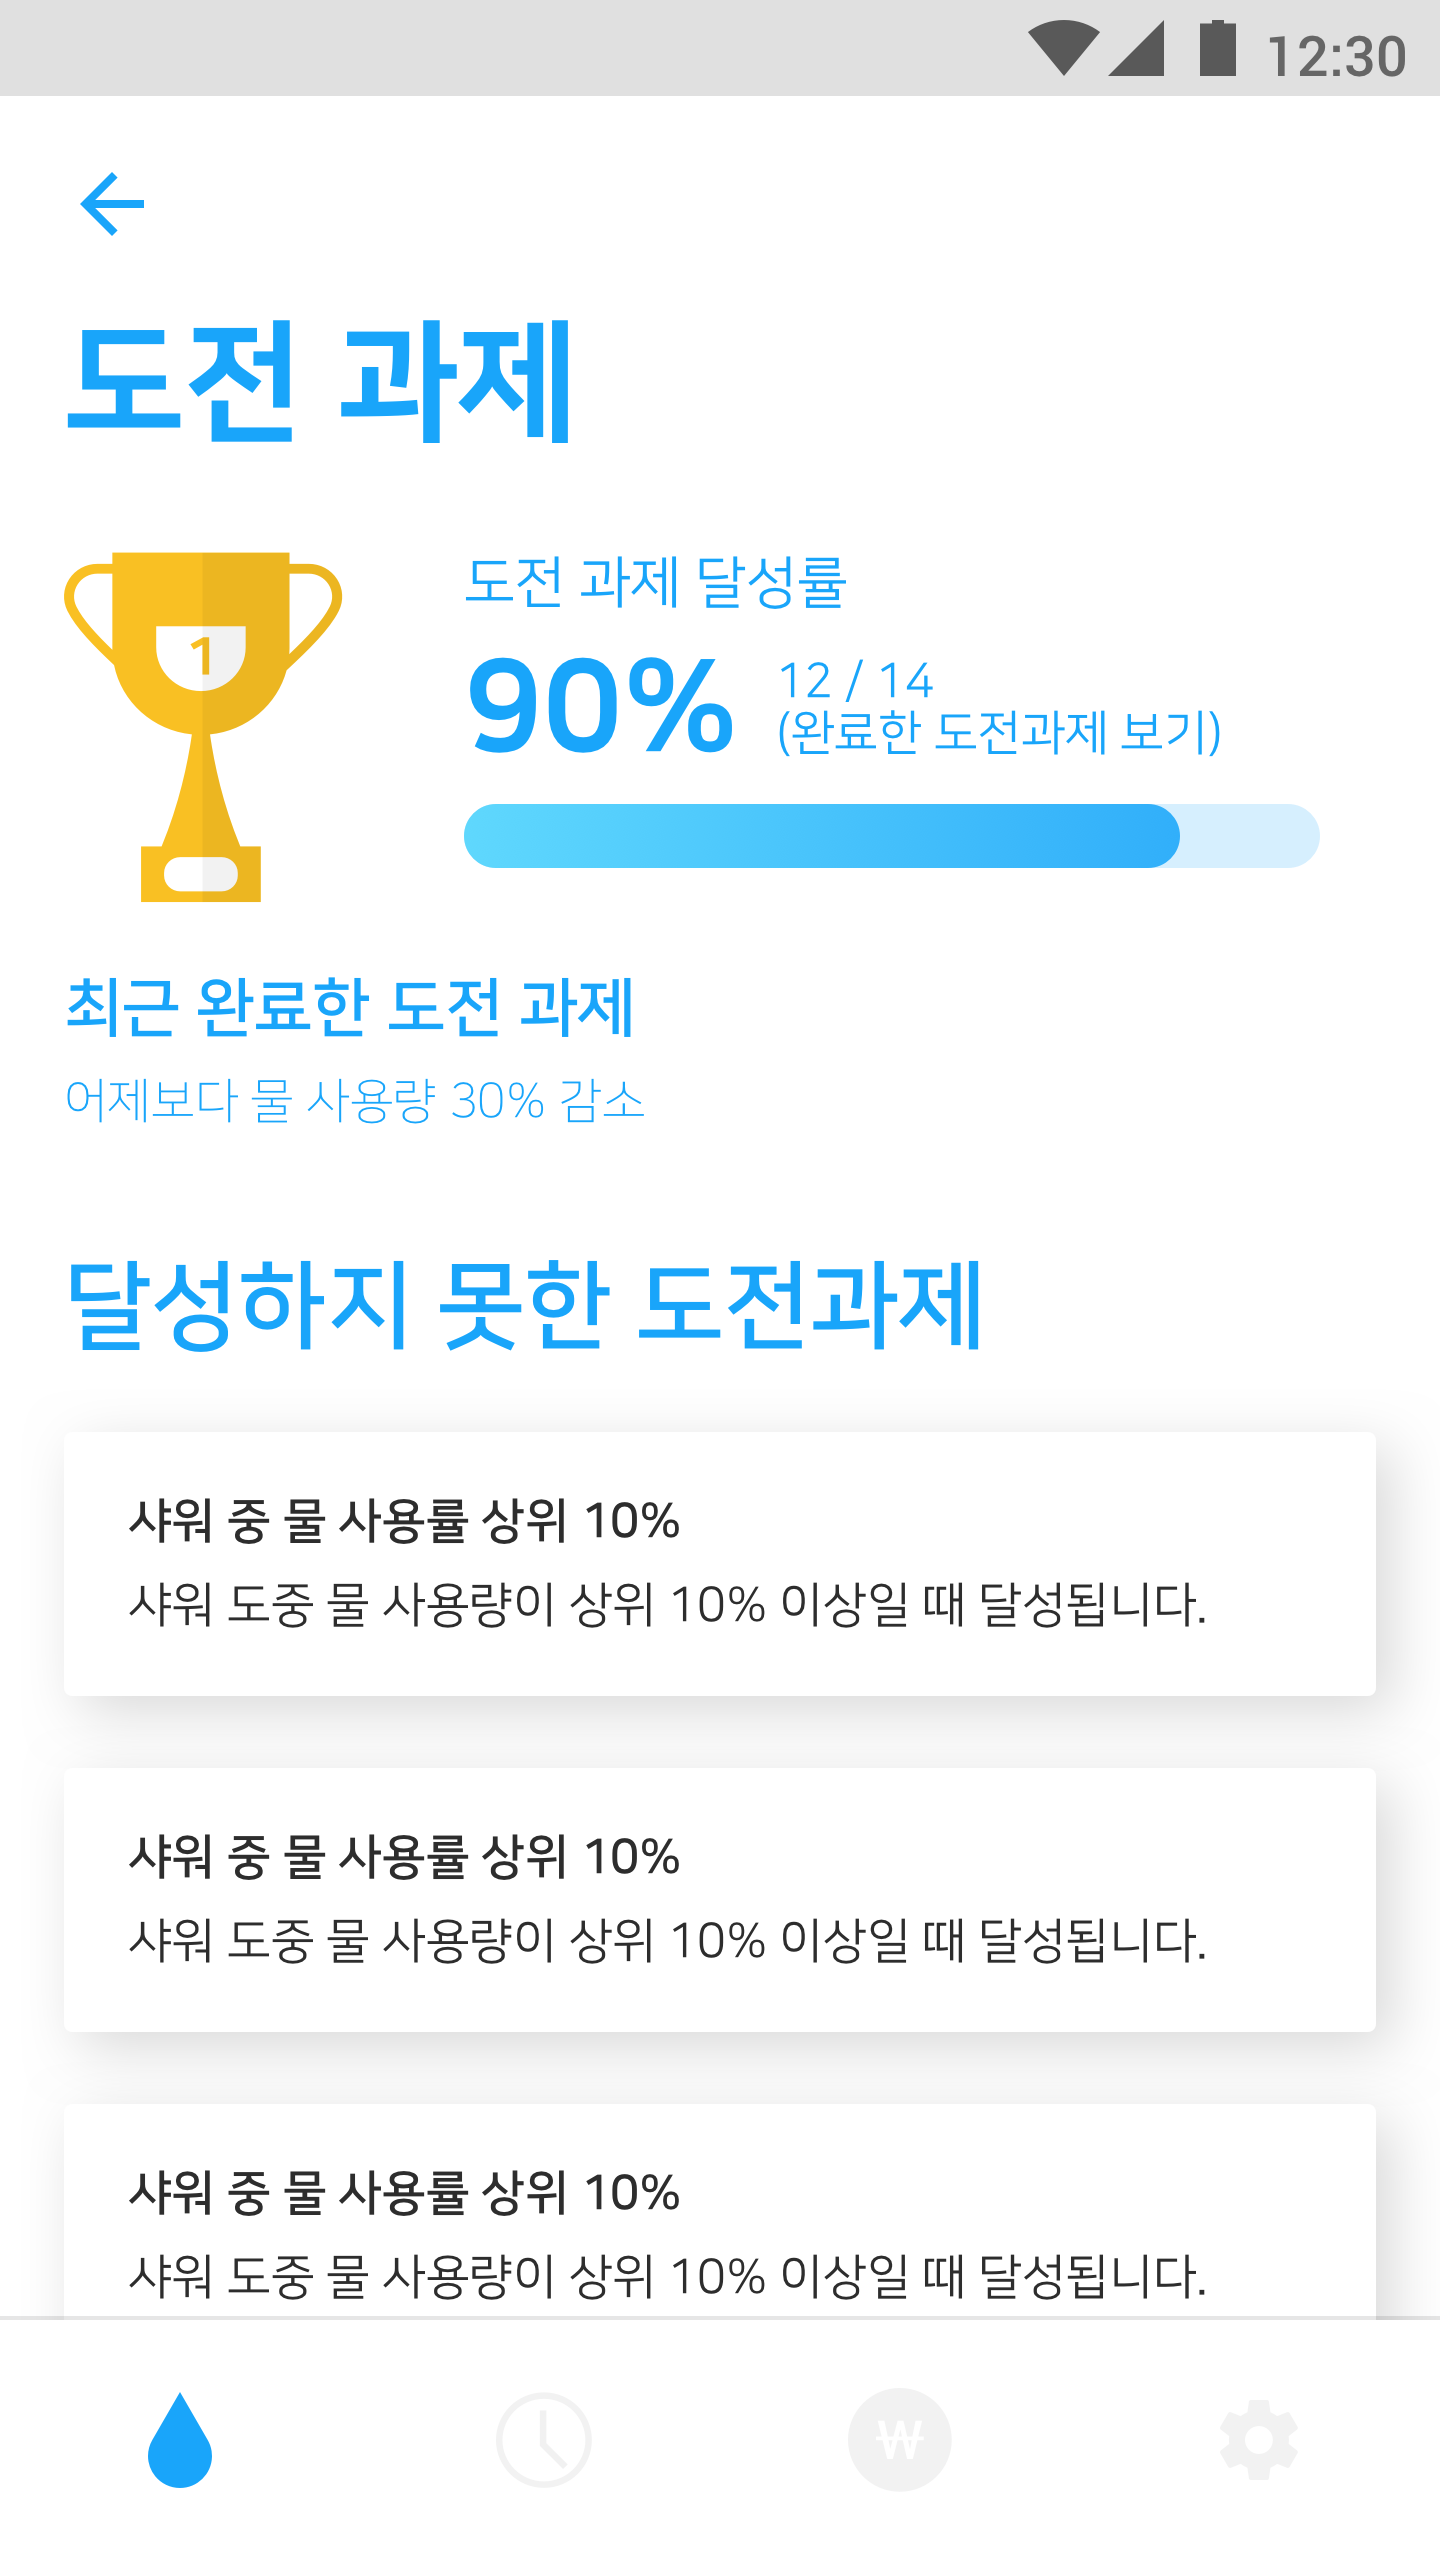 12:30
도전 과제
1
도전 과제 달성률
90%
12 / 14
(완료한 도전과제 보기)
최근 완료한 도전 과제
어제보다 물 사용량 30% 감소
달성하지 못한 도전과제
샤워 중 물 사용률 상위 10%
샤워 도중 물 사용량이 상위 10% 이상일 때 달성됩니다.
샤워 중 물 사용률 상위 10%
샤워 도중 물 사용량이 상위 10% 이상일 때 달성됩니다.
샤워 중 물 사용률 상위 10%
샤워 도중 물 사용량이 상위 10% 이상일 때 달성됩니다.
₩